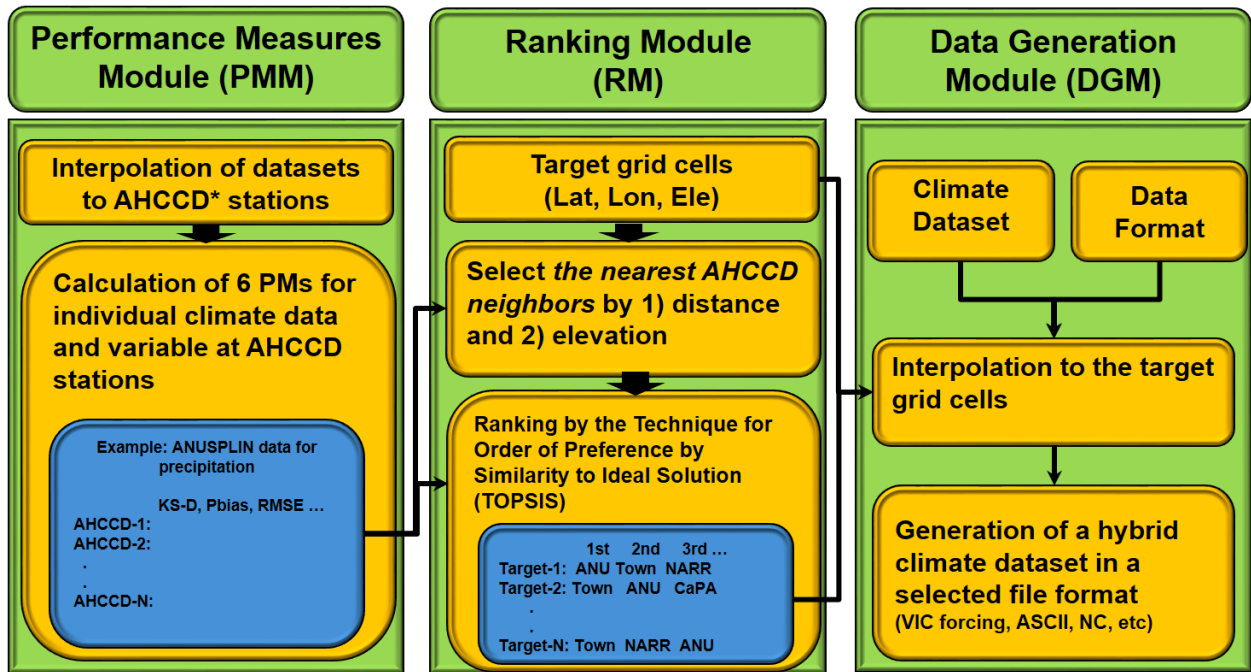 Performance Measures
Module (PMM)
Interpolation of datasets
to AHCCD* stations
Calculation of 6 PMs for
individual climate data
and variable at AHCCD
stations
Example: ANUSPLIN data for
precipitation
KS-D, Pbias, RMSE ...
AHCCD-1:
AHCCD-2:
.
.
AHCCD-N:
Ranking Module
(RM)
Target grid cells
(Lat, Lon, Ele)
Select the nearest AHCCD
neighbors by 1) distance
and 2) elevation
Ranking by the Technique for
Order of Preference by
Similarity to Ideal Solution
(TOPSIS)
1st 2nd 3rd ...
Target-1: ANU Town NARR
Target-2: Town ANU CaPA
.
.
Target-N: Town NARR ANU
Data Generation
Module (DGM)
Climate
Dataset
Data
Format
Interpolation to the target
grid cells
Generation of a hybrid
climate dataset in a
selected file format
(VIC forcing, ASCII, NC, etc)